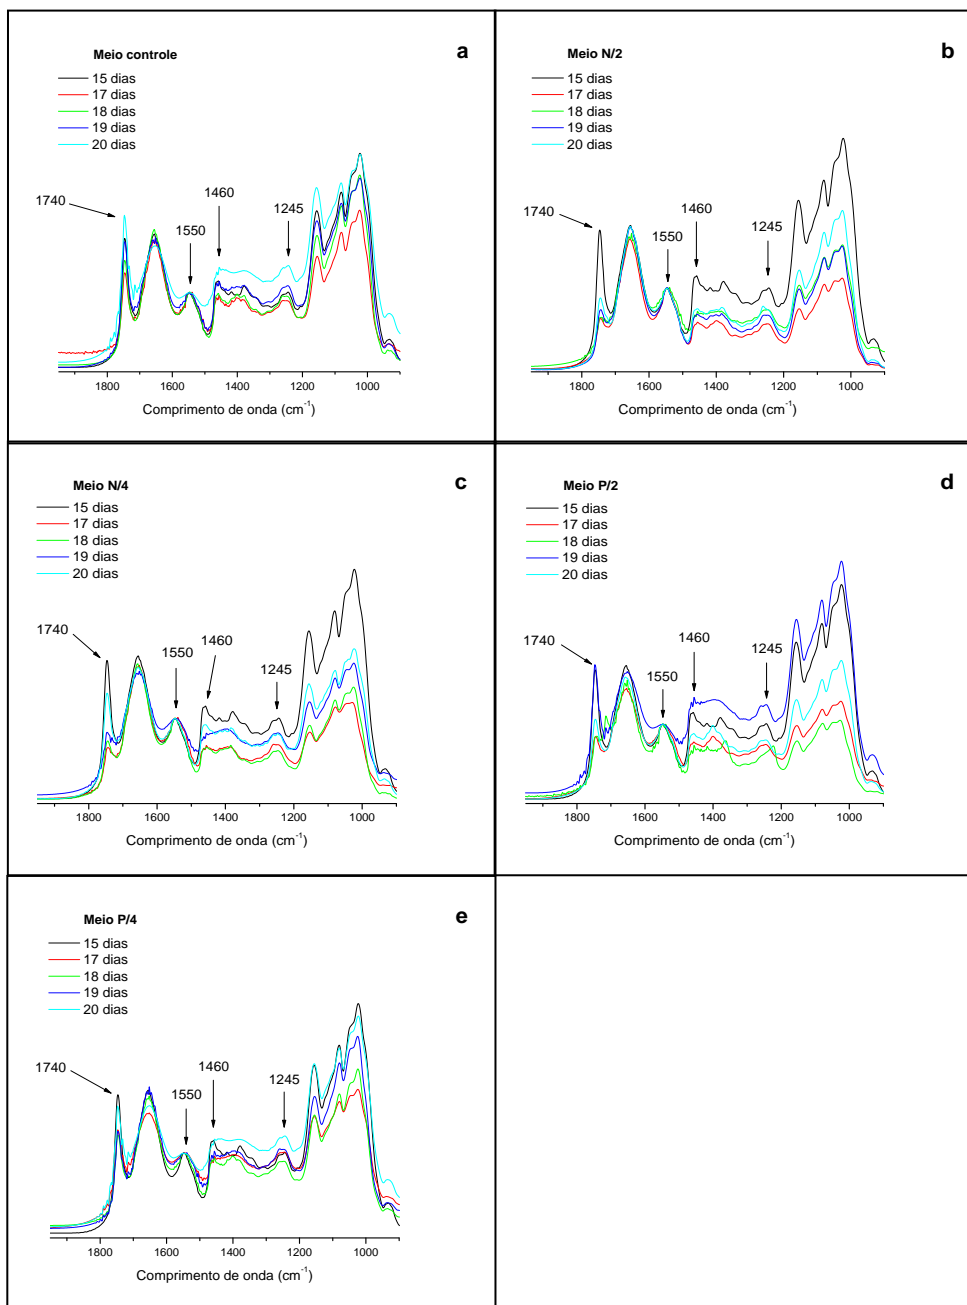 Meio controle
a
15 dias
17 dias
18 dias
19 dias
20 dias
1740
1550
1460
1245
1800 1600 1400 1200 1000
Comprimento de onda (cm⁻¹)
Meio N/2
b
15 dias
17 dias
18 dias
19 dias
20 dias
1740
1550
1460
1245
1800 1600 1400 1200 1000
Comprimento de onda (cm⁻¹)
Meio N/4
c
15 dias
17 dias
18 dias
19 dias
20 dias
1740
1550
1460
1245
1800 1600 1400 1200 1000
Comprimento de onda (cm⁻¹)
Meio P/2
d
15 dias
17 dias
18 dias
19 dias
20 dias
1740
1550
1460
1245
1800 1600 1400 1200 1000
Comprimento de onda (cm⁻¹)
Meio P/4
e
15 dias
17 dias
18 dias
19 dias
20 dias
1740
1550
1460
1245
1800 1600 1400 1200 1000
Comprimento de onda (cm⁻¹)